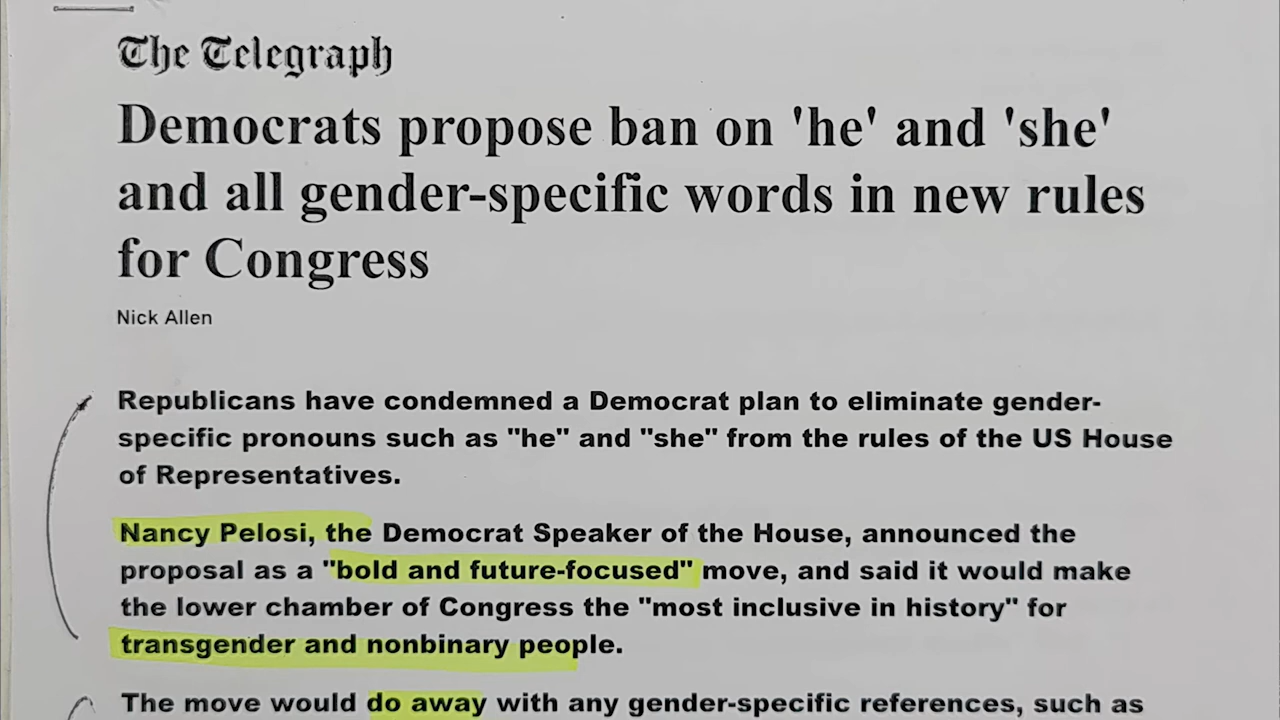 The Telegraph
Democrats propose ban on 'he' and 'she'
and all gender-specific words in new rules
for Congress
Nick Allen
Republicans have condemned a Democrat plan to eliminate gender-
specific pronouns such as "he" and "she" from the rules of the US House
of Representatives.
Nancy Pelosi, the Democrat Speaker of the House, announced the
proposal as a "bold and future-focused" move, and said it would make
the lower chamber of Congress the "most inclusive in history" for
transgender and nonbinary people.
The move would do away with any gender-specific references, such as